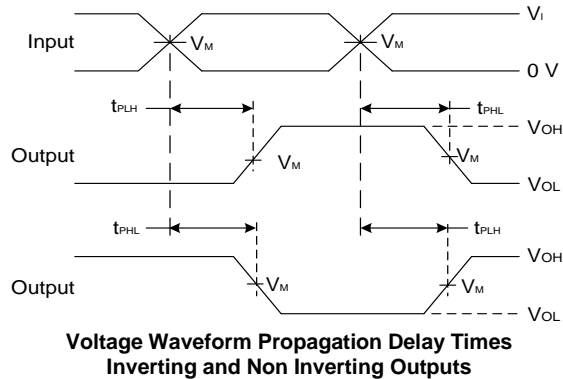 VI
Input
VM
VM
0 V
tPLH
tPHL
VOH
Output
VM
VM
VOL
tPHL
tPLH
VOH
Output
VM
VM
VOL
Voltage Waveform Propagation Delay Times
Inverting and Non Inverting Outputs